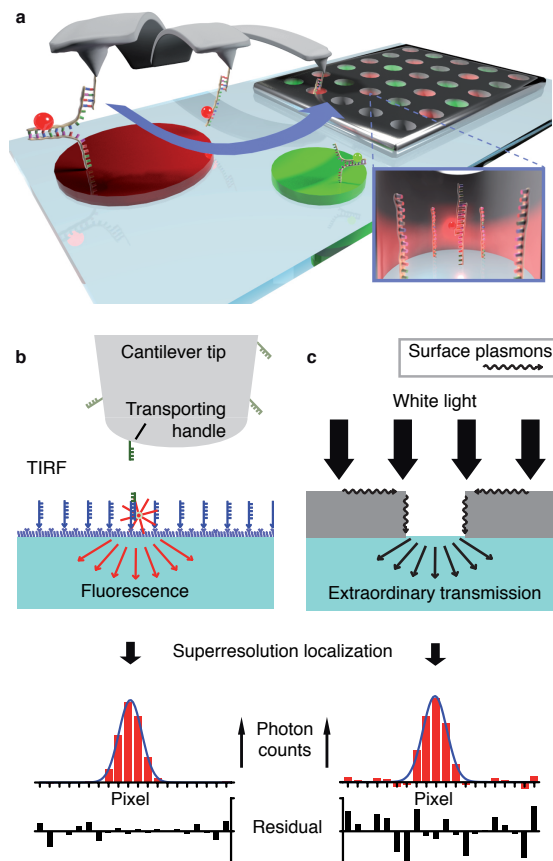 a
b
Cantilever tip
Transporting
handle
TIRF
Fluorescence
c
Surface plasmons
White light
Extraordinary transmission
Superresolution localization
Photon
counts
Pixel
Pixel
Residual